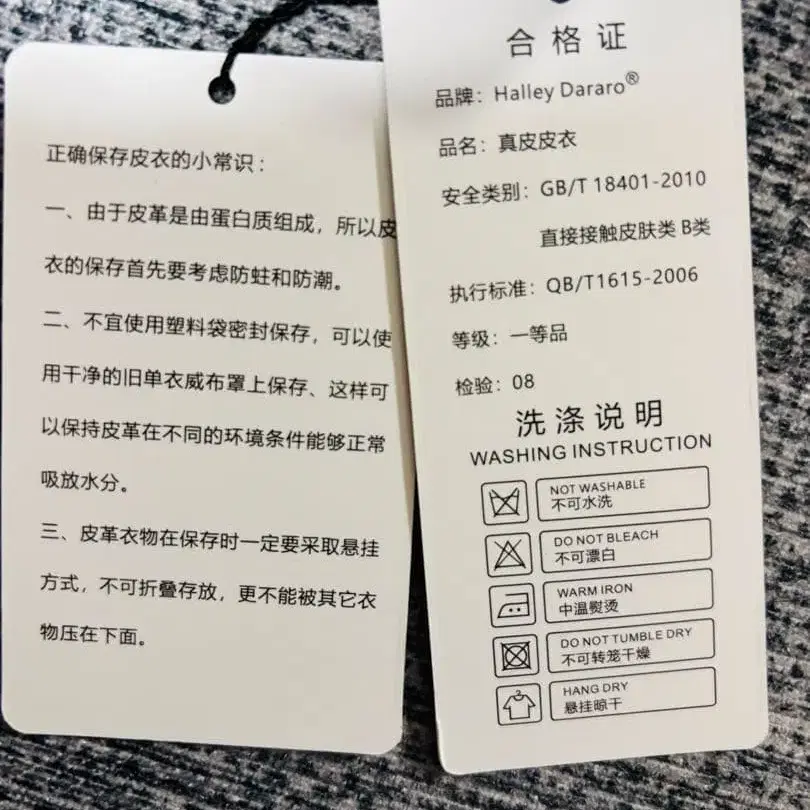 正确保存皮衣的小常识：
一、由于皮革是由蛋白质组成，所以皮
衣的保存首先要考虑防蛀和防潮。
二、不宜使用塑料袋密封保存，可以使
用干净的旧单衣威布罩上保存、这样可
以保持皮革在不同的环境条件能够正常
吸放水分。
三、皮革衣物在保存时一定要采取悬挂
方式，不可折叠存放，更不能被其它衣
物压在下面。
合格证
品牌：Halley Dararo®
品名：真皮皮衣
安全类别：GB/T 18401-2010
直接接触皮肤类 B类
执行标准：QB/T1615-2006
等级：一等品
检验：08
洗涤说明
WASHING INSTRUCTION
NOT WASHABLE
不可水洗
DO NOT BLEACH
不可漂白
WARM IRON
中温熨烫
DO NOT TUMBLE DRY
不可转笼干燥
HANG DRY
悬挂晾干